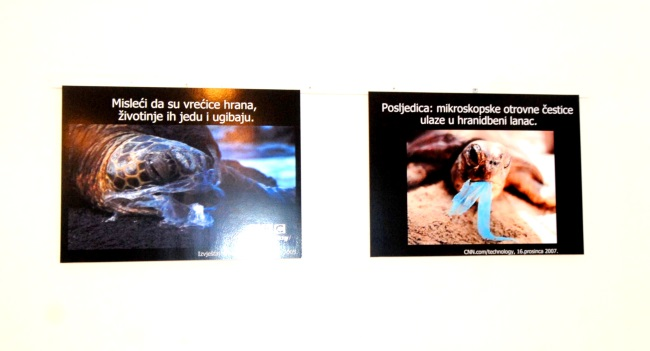 Misleći da su vrećice hrana,
životinje ih jedu i ugibaju.
Posljedica: mikroskopske otrovne čestice
ulaze u hranidbeni lanac.
CNN.com/technology, 16.prosinca 2007.